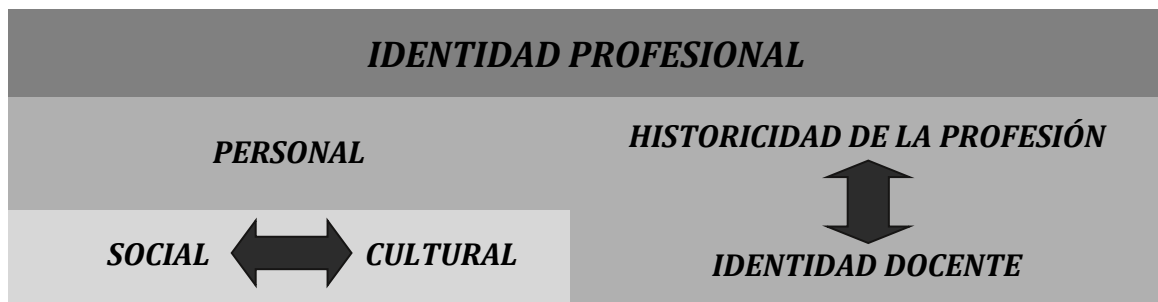 IDENTIDAD PROFESIONAL
PERSONAL
HISTORICIDAD DE LA PROFESIÓN
SOCIAL CULTURAL
IDENTIDAD DOCENTE